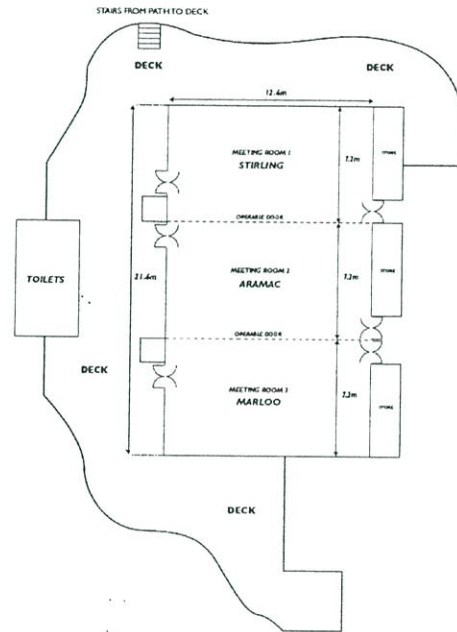 STAIRS FROM PATH TO DECK
DECK
DECK
12.4m
MEETING ROOM 1
STIRLING
7.2m
STORE
OPERABLE DOOR
TOILETS
21.6m
MEETING ROOM 2
ARAMAC
7.2m
STORE
OPERABLE DOOR
DECK
MEETING ROOM 3
MARLOO
7.2m
STORE
DECK